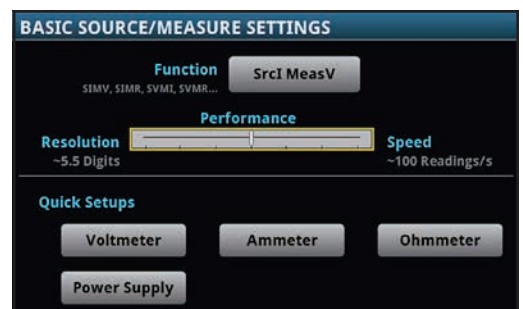 BASIC SOURCE/MEASURE SETTINGS
Function
SrcI MeasV
SIMV, SIMR, SVMI, SVMR...
Performance
Resolution
Speed
~5.5 Digits
~100 Readings/s
Quick Setups
Voltmeter
Ammeter
Ohmmeter
Power Supply